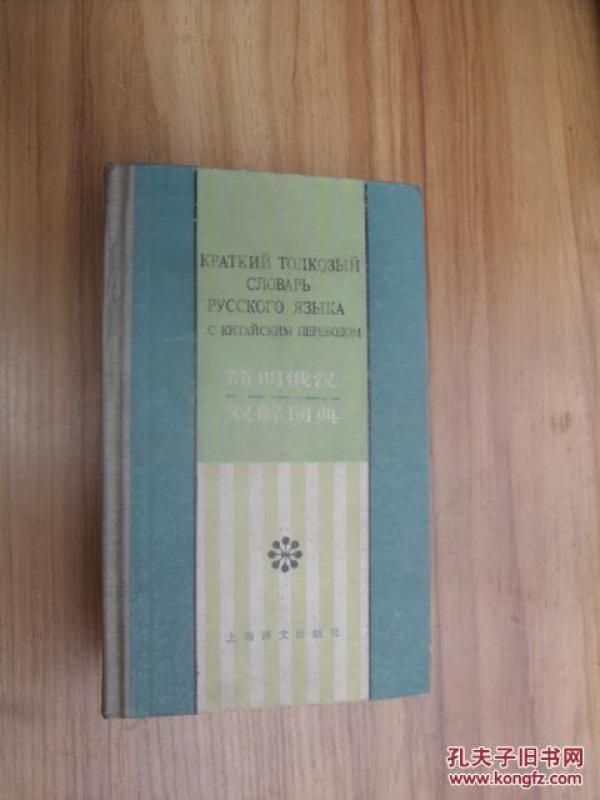 КРАТКИЙ ТОЛКОВЫЙ
СЛОВАРЬ
РУССКОГО ЯЗЫКА
С КИТАЙСКИМ ПЕРЕВОДОМ
简明俄汉
双解词典
上海译文出版社
孔夫子旧书网
www.kongfz.com